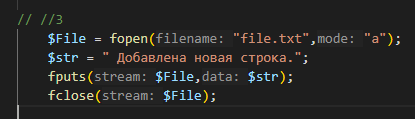 // //3
$File = fopen(filename: "file.txt",mode: "a");
$str = " Добавлена новая строка.";
fputs(stream: $File,data: $str);
fclose(stream: $File);